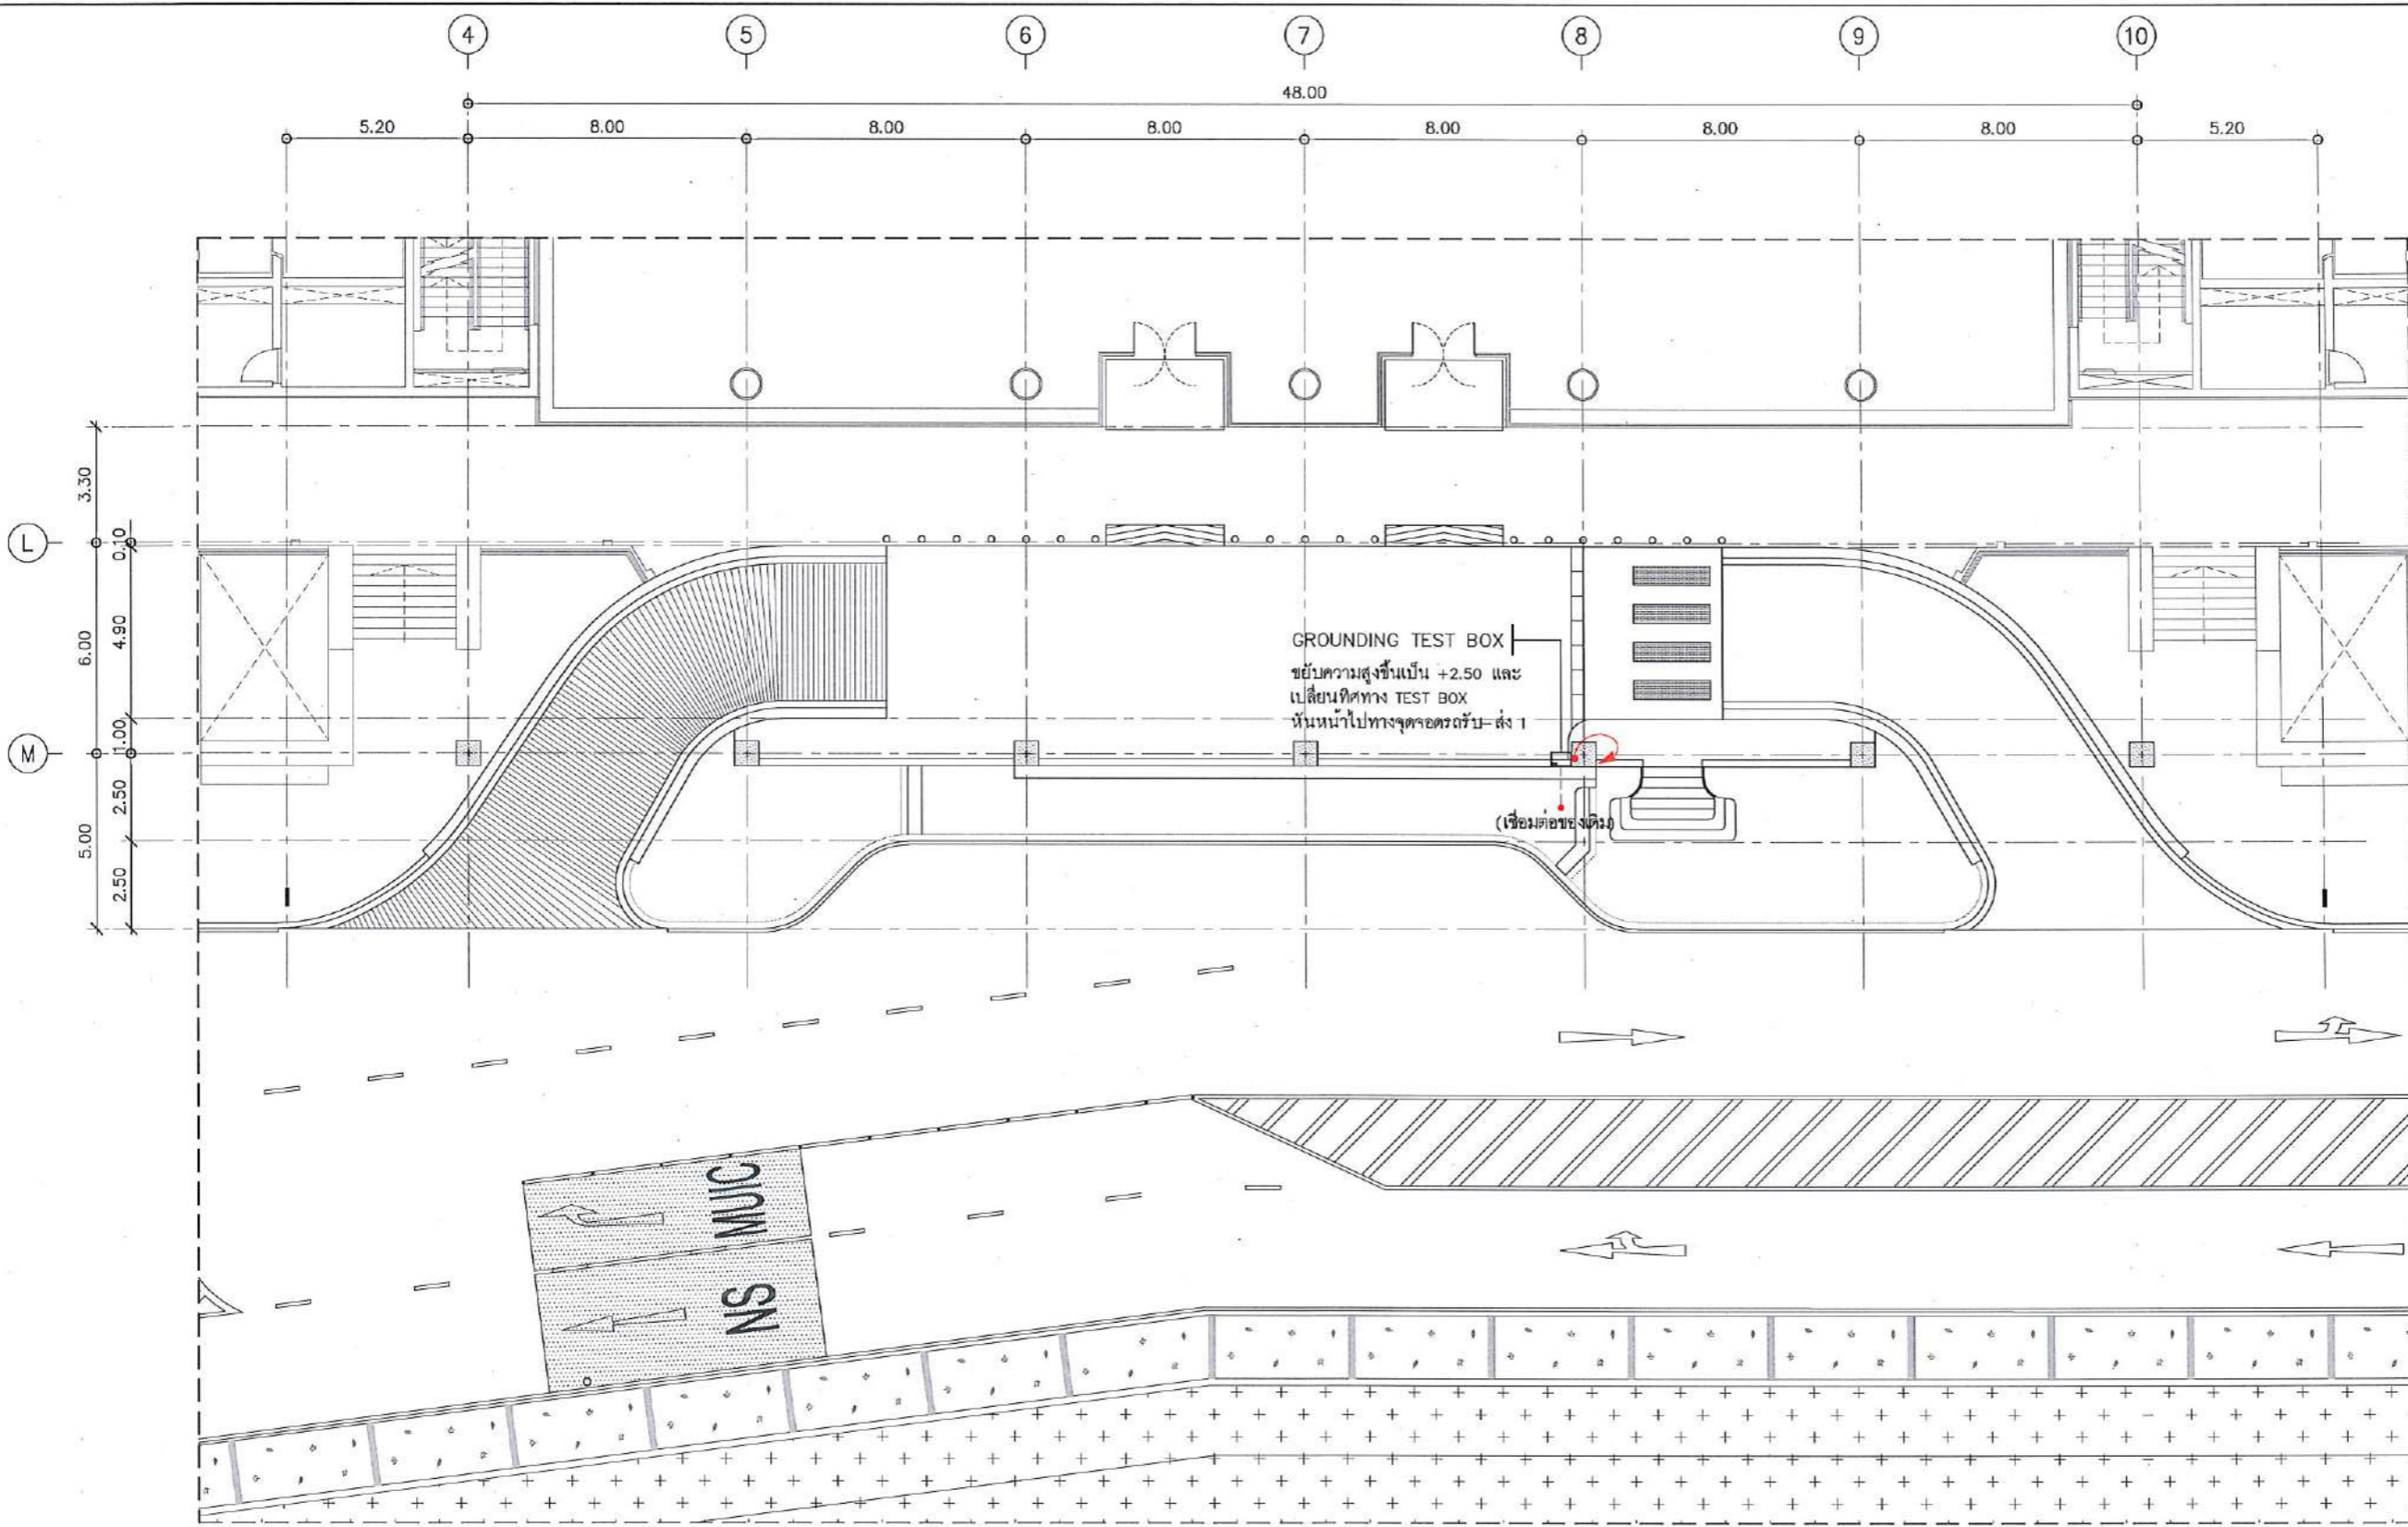 4 5 6 7 8 9 10
48.00
5.20 8.00 8.00 8.00 8.00 8.00 8.00 5.20
3.30
L
0.10
6.00
4.90
GROUNDING TEST BOX
ขยับความสูงขึ้นเป็น +2.50 และ
เปลี่ยนทิศทาง TEST BOX
หันหน้าไปทางจุดจอดรถรับ-ส่ง 1
1.00
M
2.50
(เชื่อมต่อของเดิม)
5.00
2.50
MUIC
NS